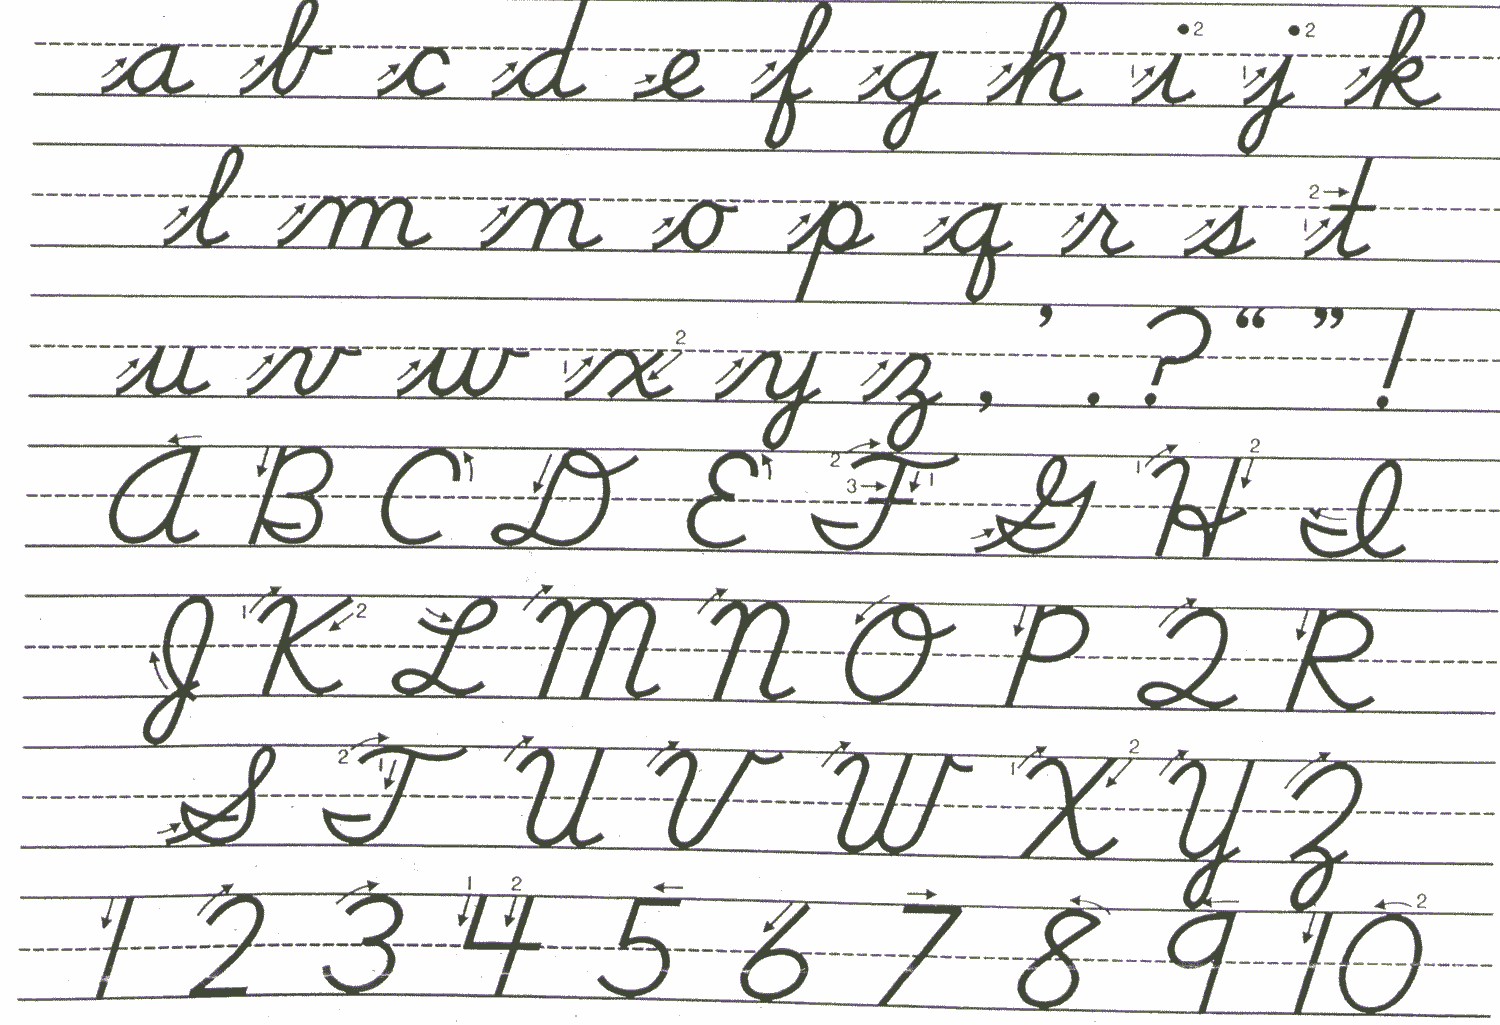 a b c d e f g h i j k
l m n o p q r s t
u v w x y z , ’ . ? “ ” !
A B C D E F G H I
J K L M N O P Q R
S T U V W X Y Z
1 2 3 4 5 6 7 8 9 10